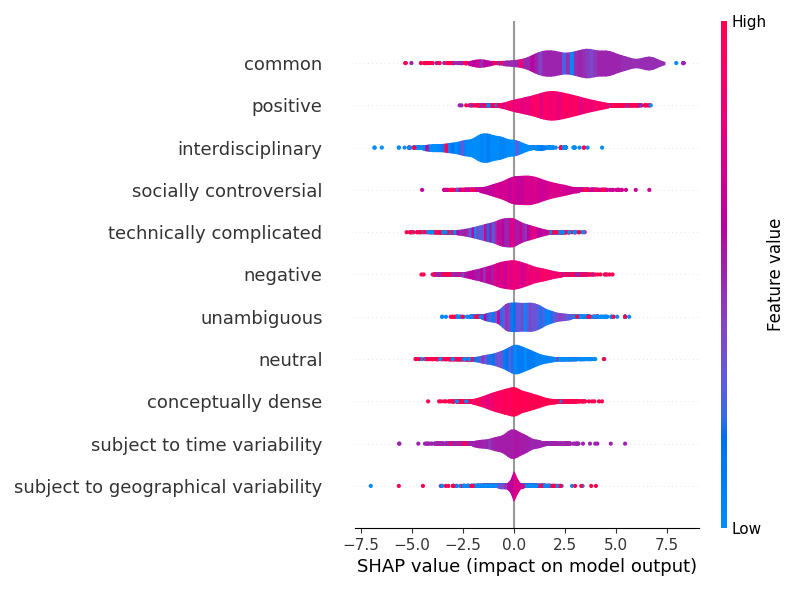 High
common
positive
interdisciplinary
socially controversial
technically complicated
negative
unambiguous
neutral
conceptually dense
subject to time variability
subject to geographical variability
Feature value
Low
−7.5 −5.0 −2.5 0.0 2.5 5.0 7.5
SHAP value (impact on model output)